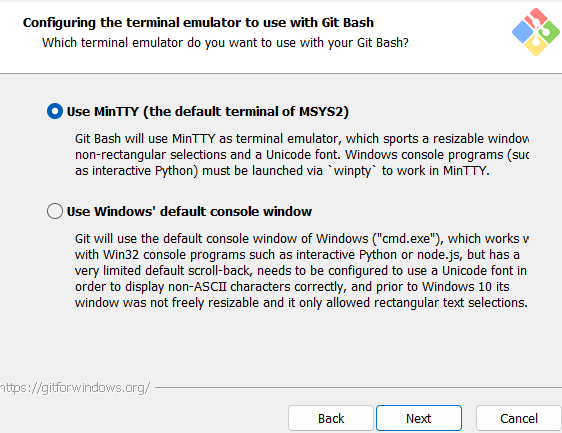 Configuring the terminal emulator to use with Git Bash
Which terminal emulator do you want to use with your Git Bash?
Use MinTTY (the default terminal of MSYS2)
Git Bash will use MinTTY as terminal emulator, which sports a resizable window
non-rectangular selections and a Unicode font. Windows console programs (suc
as interactive Python) must be launched via `winpty` to work in MinTTY.
Use Windows' default console window
Git will use the default console window of Windows ("cmd.exe"), which works w
with Win32 console programs such as interactive Python or node.js, but has a
very limited default scroll-back, needs to be configured to use a Unicode font in
order to display non-ASCII characters correctly, and prior to Windows 10 its
window was not freely resizable and it only allowed rectangular text selections.
https://gitforwindows.org/
Back
Next
Cancel